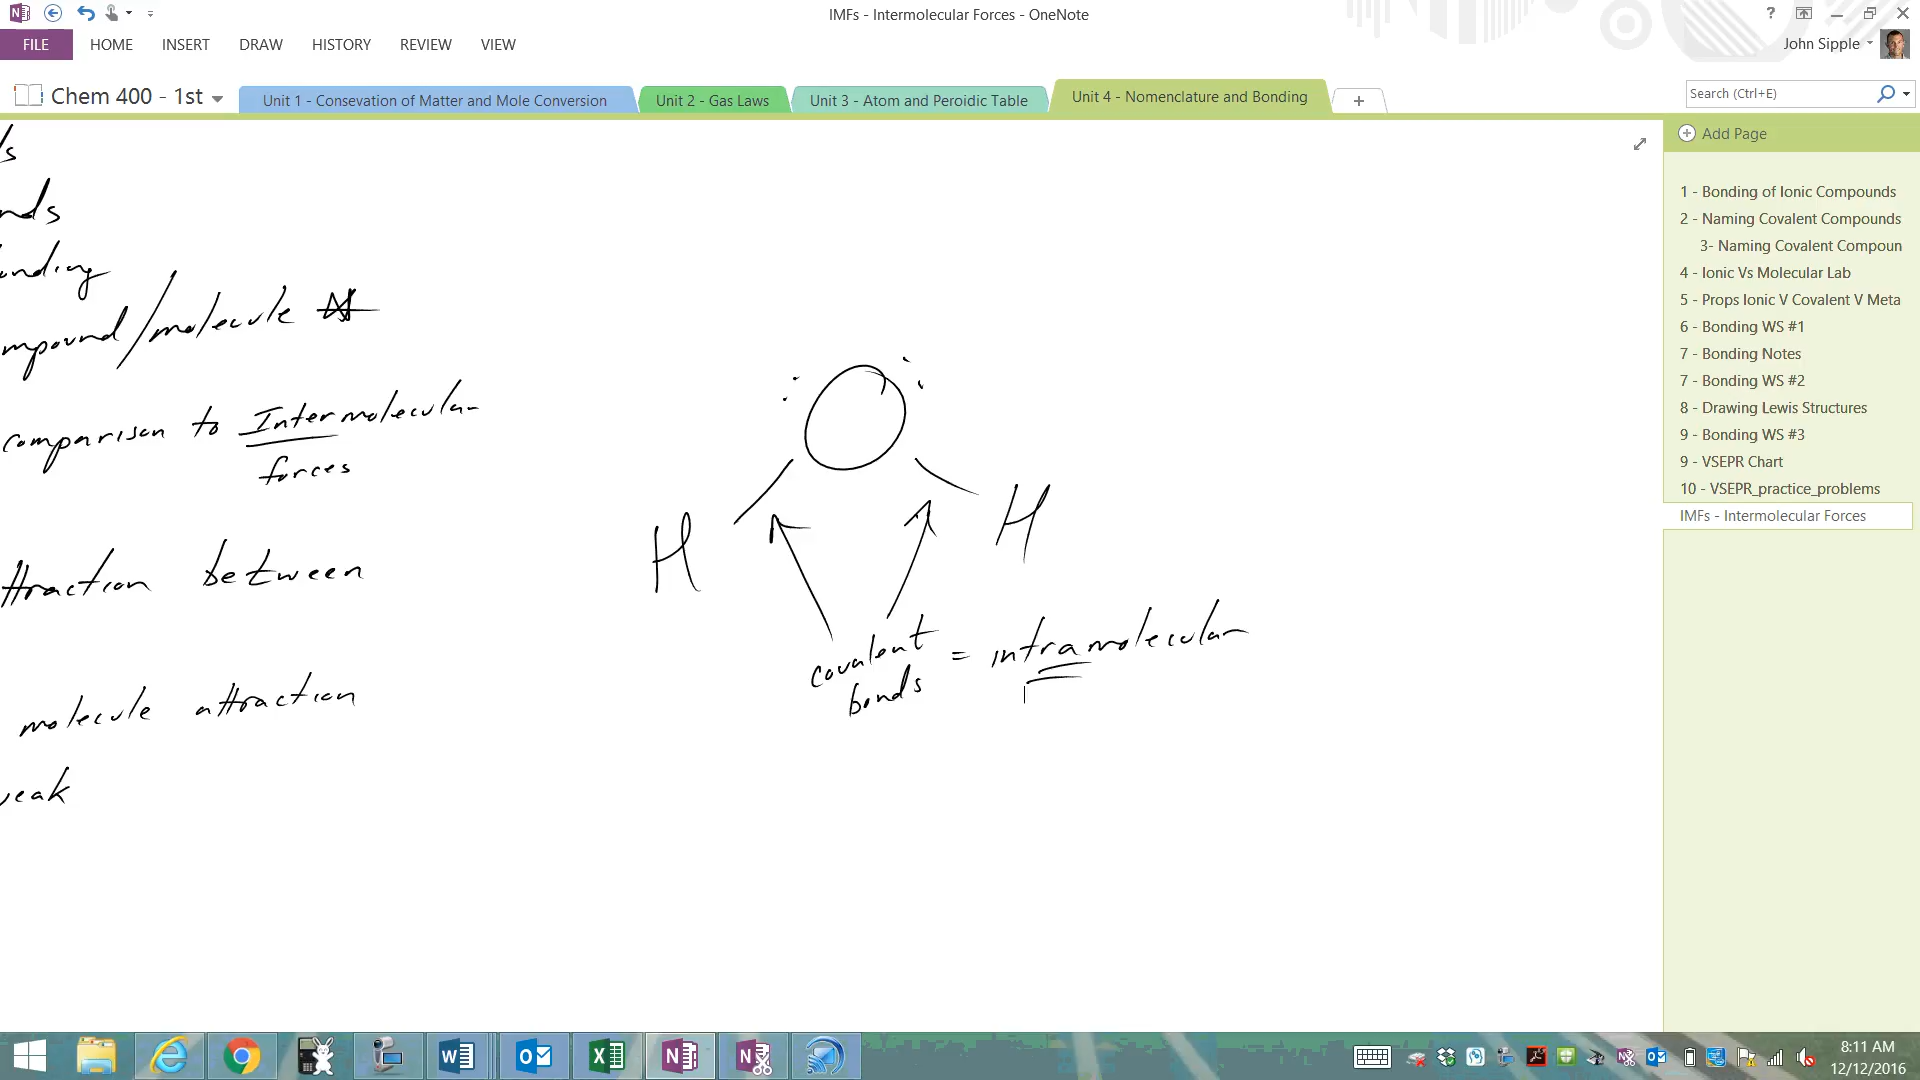 IMFs - Intermolecular Forces - OneNote
?
FILE HOME INSERT DRAW HISTORY REVIEW VIEW
John Sipple
Chem 400 - 1st
Unit 1 - Consevation of Matter and Mole Conversion
Unit 2 - Gas Laws
Unit 3 - Atom and Peroidic Table
Unit 4 - Nomenclature and Bonding
+
Search (Ctrl+E)
Add Page
1 - Bonding of Ionic Compounds
2 - Naming Covalent Compounds
3- Naming Covalent Compoun
4 - Ionic Vs Molecular Lab
5 - Props Ionic V Covalent V Meta
6 - Bonding WS #1
7 - Bonding Notes
7 - Bonding WS #2
8 - Drawing Lewis Structures
9 - Bonding WS #3
9 - VSEPR Chart
10 - VSEPR_practice_problems
IMFs - Intermolecular Forces
s
nds
onding
mpound/molecule
comparison to Intermolecular
forces
ttraction between
molecule attraction
weak
O
H H
covalent = intramolecular
bonds
8:11 AM
12/12/2016